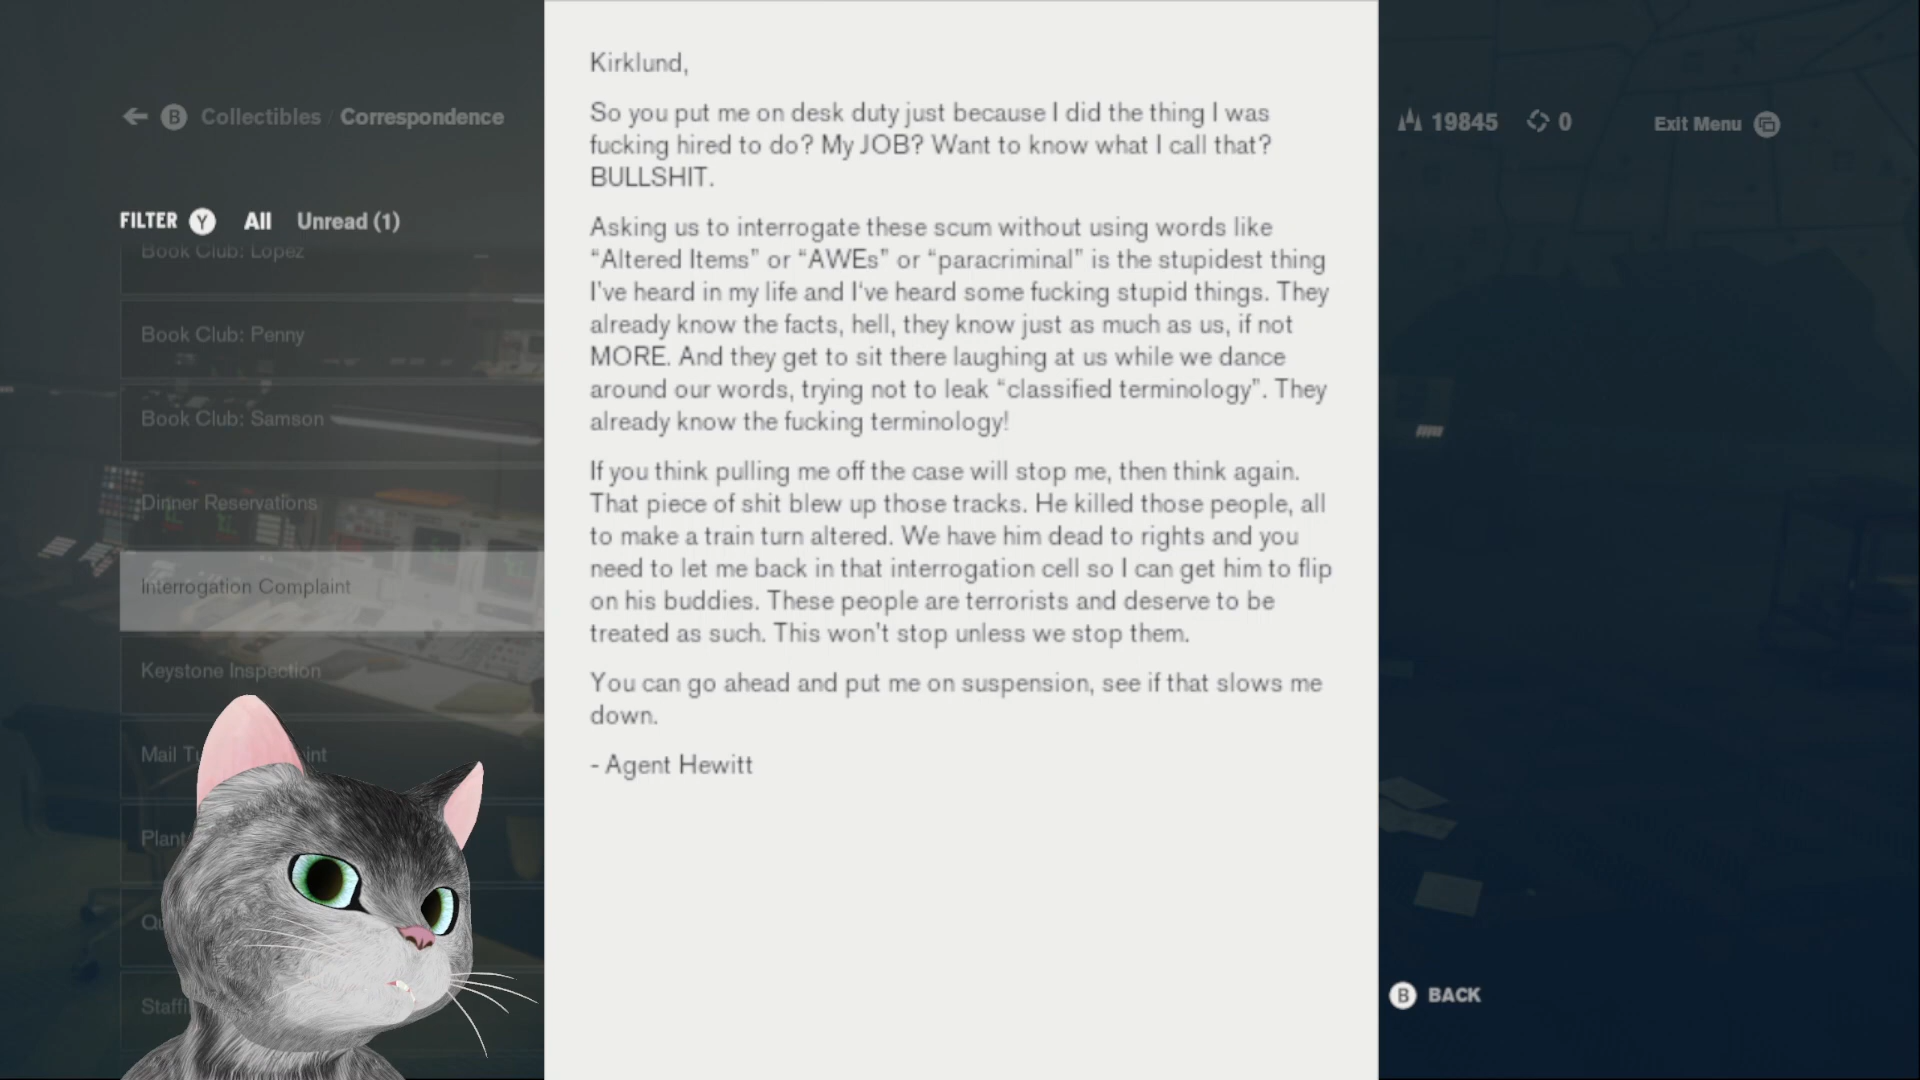 B Collectibles / Correspondence
19845 0 Exit Menu
FILTER Y All Unread (1)
Book Club: Lopez
Book Club: Penny
Book Club: Samson
Dinner Reservations
Interrogation Complaint
Keystone Inspection
Mail
Kirklund,
So you put me on desk duty just because I did the thing I was
fucking hired to do? My JOB? Want to know what I call that?
BULLSHIT.
Asking us to interrogate these scum without using words like
“Altered Items” or “AWEs” or “paracriminal” is the stupidest thing
I've heard in my life and I've heard some fucking stupid things. They
already know the facts, hell, they know just as much as us, if not
MORE. And they get to sit there laughing at us while we dance
around our words, trying not to leak “classified terminology”. They
already know the fucking terminology!
If you think pulling me off the case will stop me, then think again.
That piece of shit blew up those tracks. He killed those people, all
to make a train turn altered. We have him dead to rights and you
need to let me back in that interrogation cell so I can get him to flip
on his buddies. These people are terrorists and deserve to be
treated as such. This won't stop unless we stop them.
You can go ahead and put me on suspension, see if that slows me
down.
- Agent Hewitt
B BACK